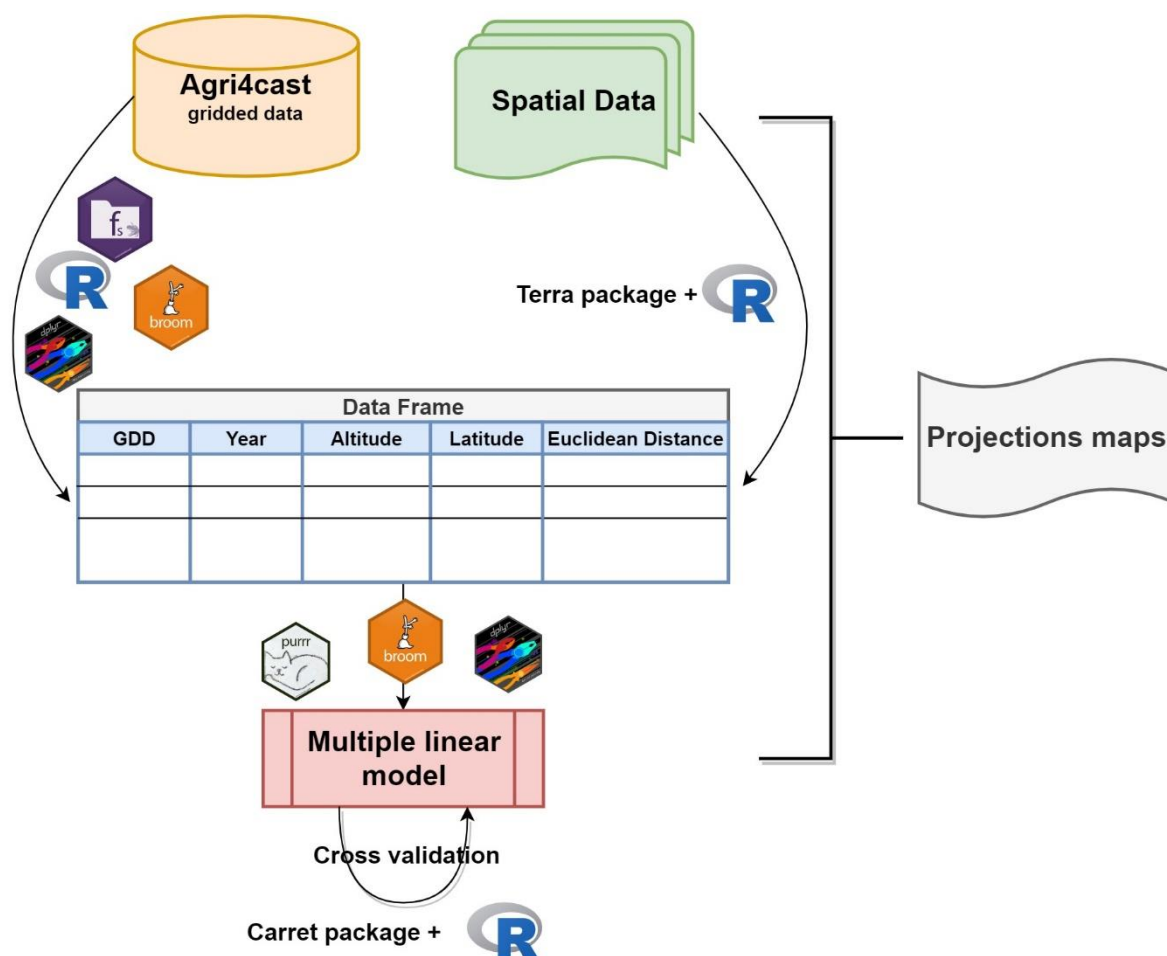 Agri4cast
gridded data
Spatial Data
fs
R
broom
dplyr
Terra package +
R
Data Frame
GDD
Year
Altitude
Latitude
Euclidean Distance
Projections maps
purrr
broom
dplyr
Multiple linear
model
Cross validation
Carret package +
R